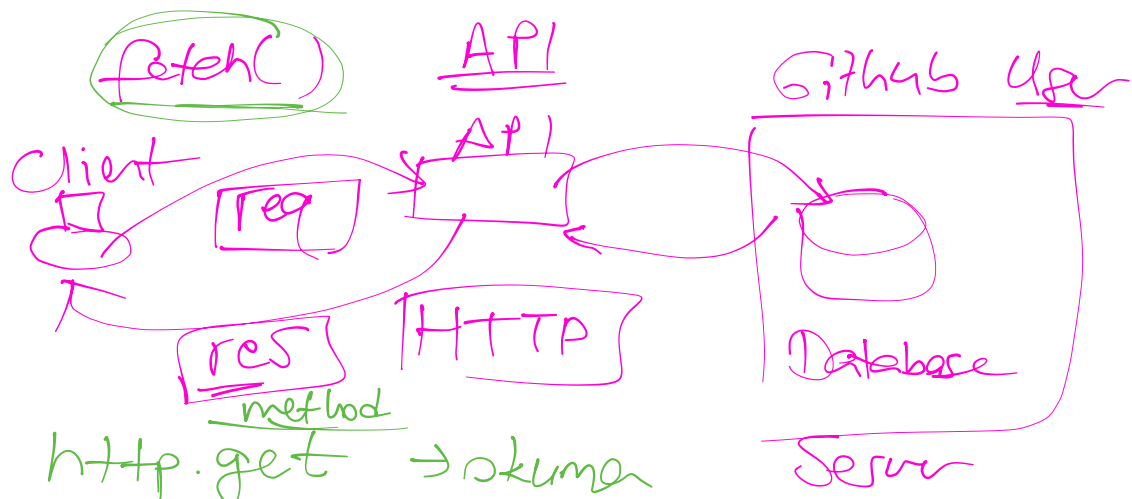 fetch()
API
Github User
API
Client
req
HTTP
res
Database
method
http.get → okuma
Server